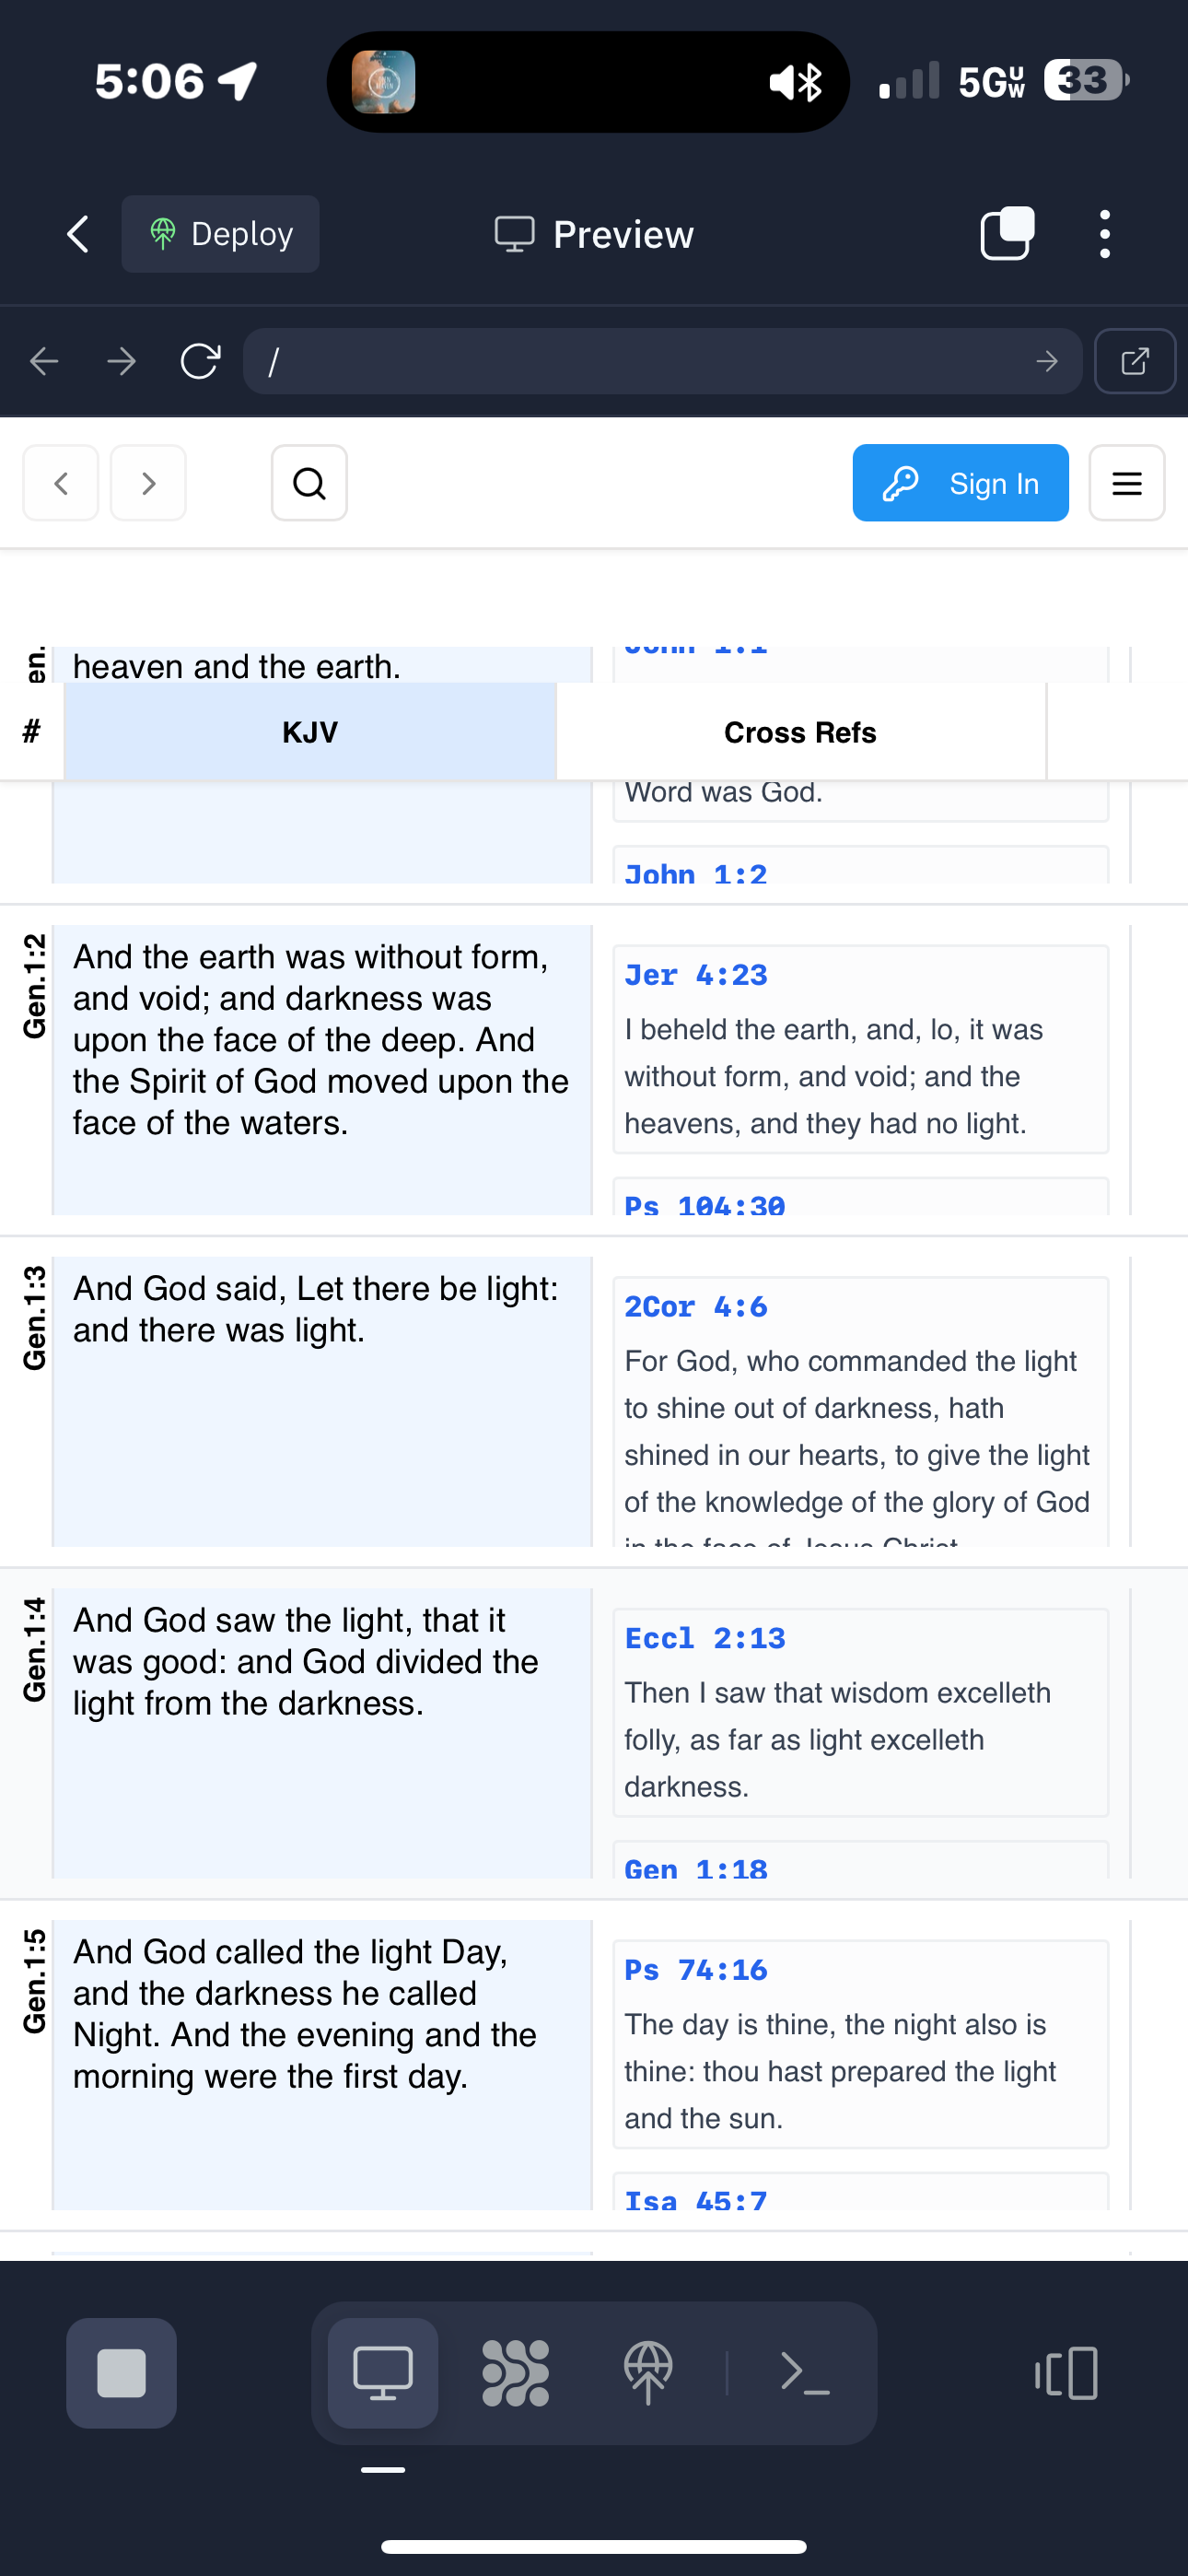 5:06
5G UW
33
Deploy
Preview
/
Sign In
en.
heaven and the earth.
John 1:1
#
KJV
Cross Refs
Word was God.
John 1:2
Gen.1:2
And the earth was without form,
and void; and darkness was
upon the face of the deep. And
the Spirit of God moved upon the
face of the waters.
Jer 4:23
I beheld the earth, and, lo, it was
without form, and void; and the
heavens, and they had no light.
Ps 104:30
Gen.1:3
And God said, Let there be light:
and there was light.
2Cor 4:6
For God, who commanded the light
to shine out of darkness, hath
shined in our hearts, to give the light
of the knowledge of the glory of God
in the face of Jesus Christ
Gen.1:4
And God saw the light, that it
was good: and God divided the
light from the darkness.
Eccl 2:13
Then I saw that wisdom excelleth
folly, as far as light excelleth
darkness.
Gen 1:18
Gen.1:5
And God called the light Day,
and the darkness he called
Night. And the evening and the
morning were the first day.
Ps 74:16
The day is thine, the night also is
thine: thou hast prepared the light
and the sun.
Isa 45:7